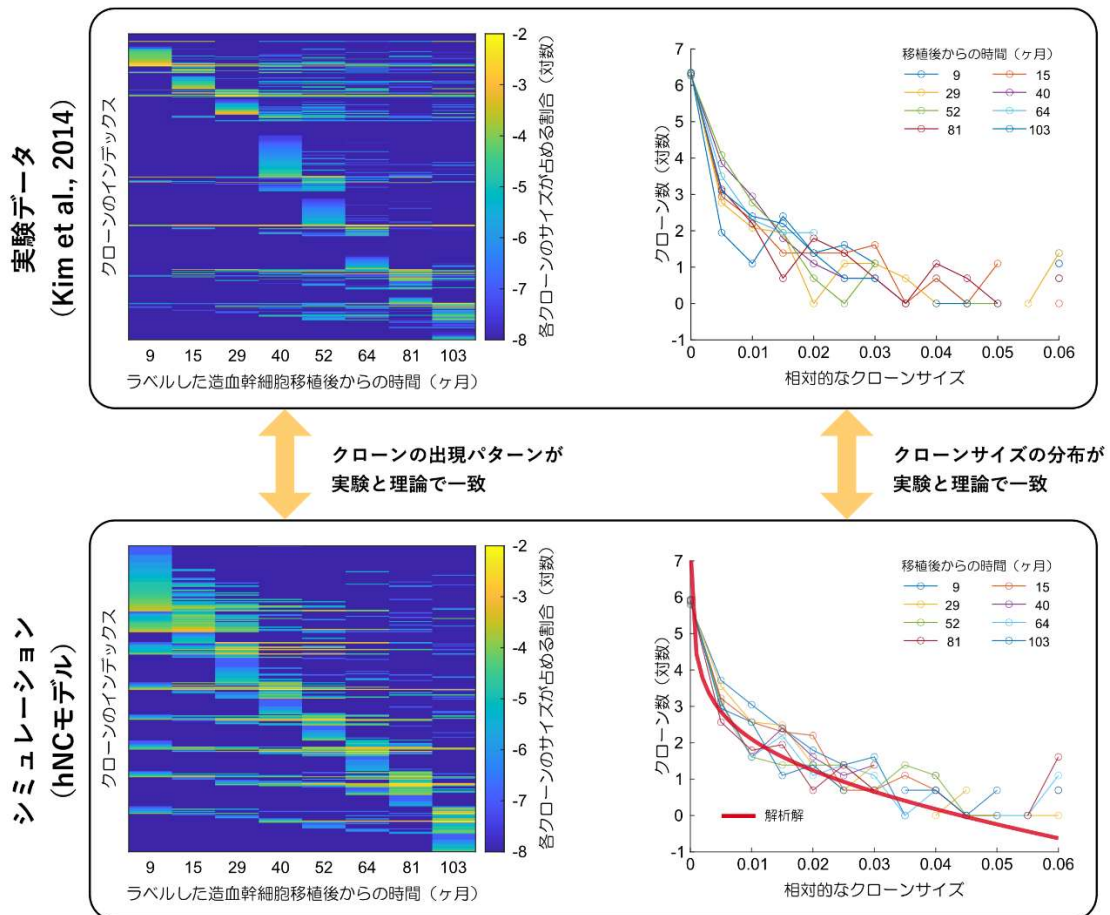 実験データ
(Kim et al., 2014)
クローンのインデックス
9 15 29 40 52 64 81 103
ラベルした造血幹細胞移植後からの時間(ヶ月)
-2
-3
-4
-5
-6
-7
-8
各クローンのサイズが占める割合(対数)
7
6
5
4
3
2
1
0
-1
クローン数(対数)
0 0.01 0.02 0.03 0.04 0.05 0.06
相対的なクローンサイズ
移植後からの時間(ヶ月)
9 15
29 40
52 64
81 103
クローンの出現パターンが
実験と理論で一致
クローンサイズの分布が
実験と理論で一致
シミュレーション
(hNCモデル)
クローンのインデックス
9 15 29 40 52 64 81 103
ラベルした造血幹細胞移植後からの時間(ヶ月)
-2
-3
-4
-5
-6
-7
-8
各クローンのサイズが占める割合(対数)
7
6
5
4
3
2
1
0
-1
クローン数(対数)
0 0.01 0.02 0.03 0.04 0.05 0.06
相対的なクローンサイズ
移植後からの時間(ヶ月)
9 15
29 40
52 64
81 103
解析解